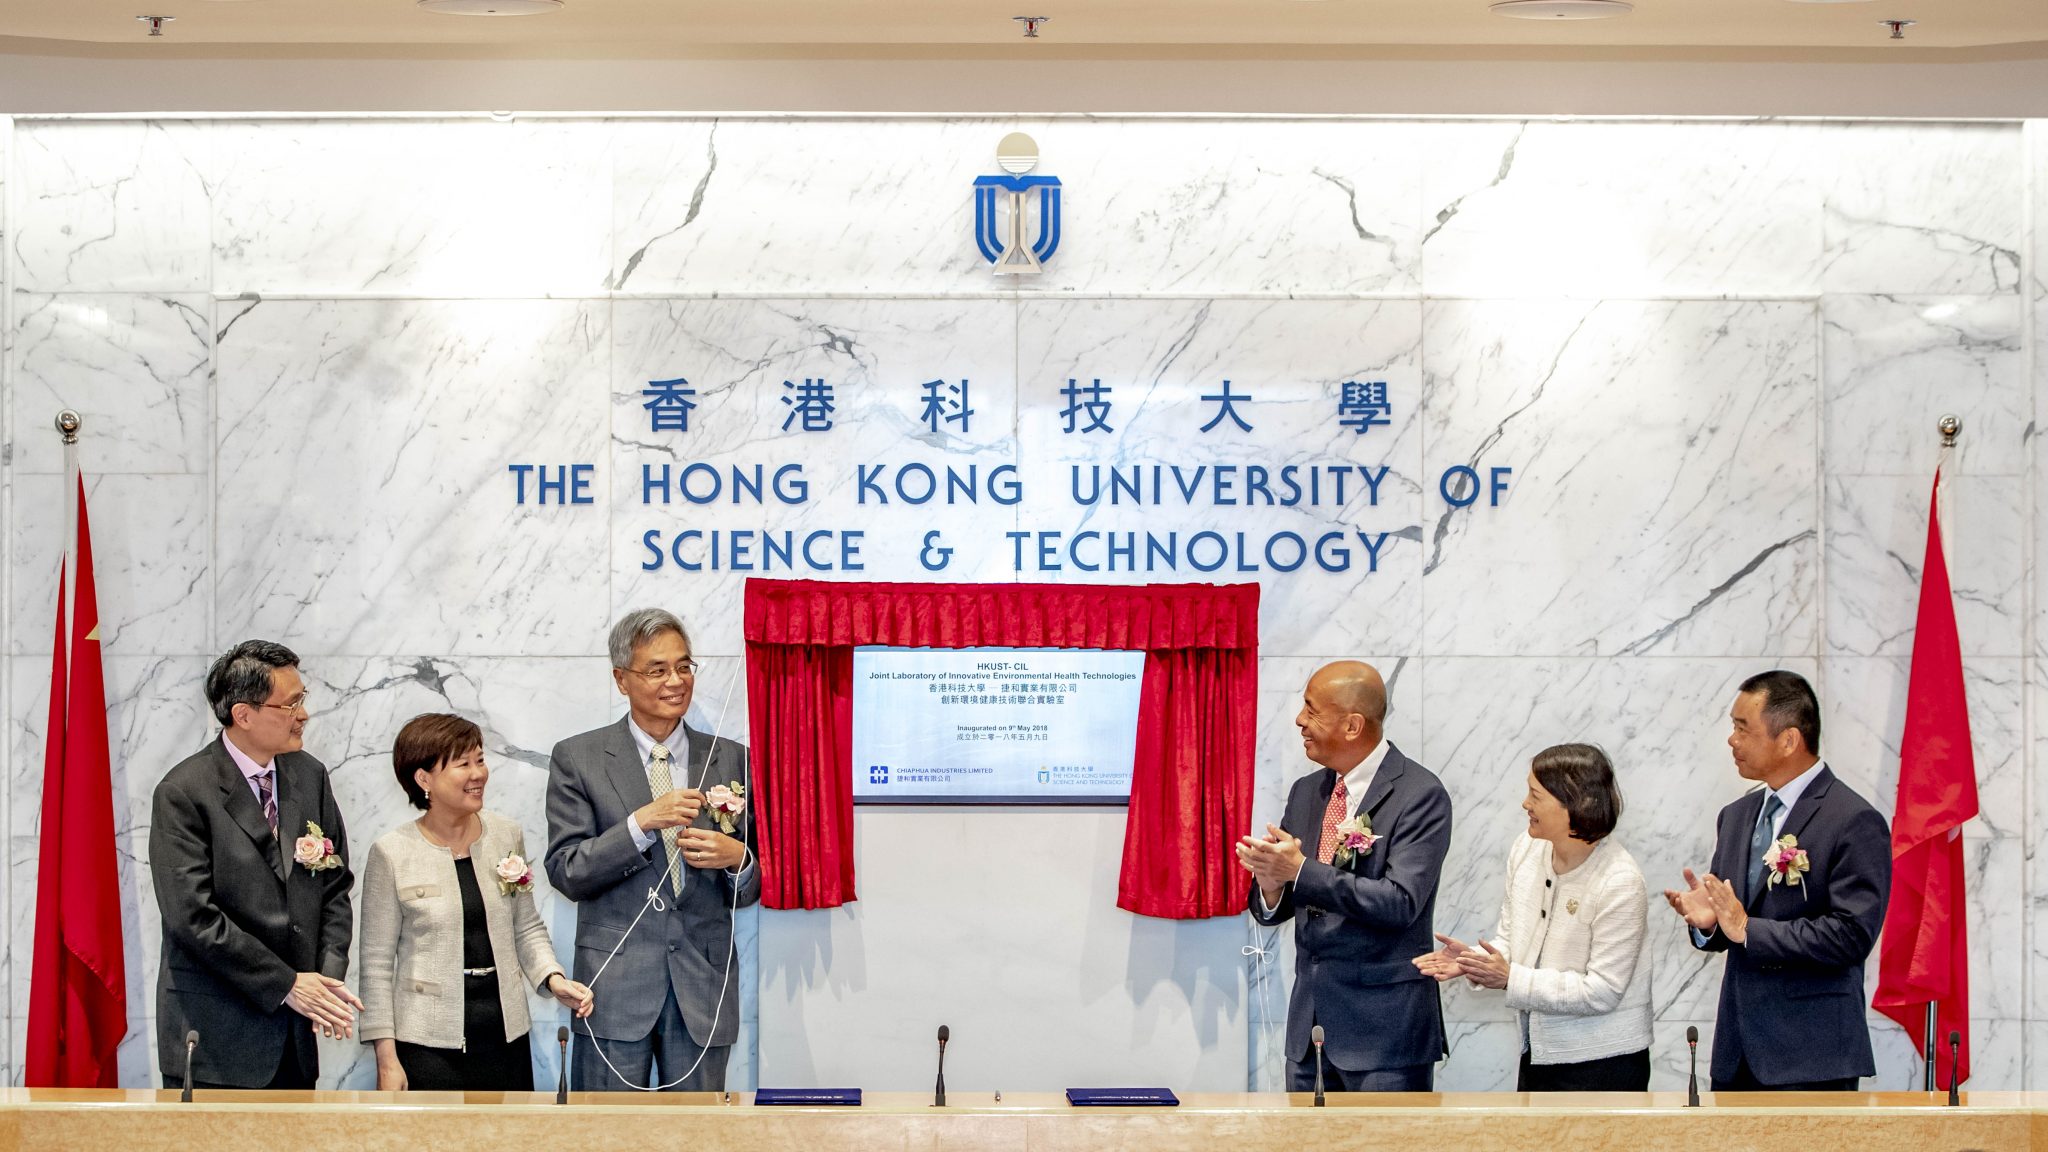 香港科技大學
THE HONG KONG UNIVERSITY OF
SCIENCE & TECHNOLOGY
HKUST- CIL
Joint Laboratory of Innovative Environmental Health Technologies
香港科技大學 — 捷和實業有限公司
創新環境健康技術聯合實驗室
Inaugurated on 9th May 2018
成立於二零一八年五月九日
CHIAPHUA INDUSTRIES LIMITED
捷和實業有限公司
香港科技大學
THE HONG KONG UNIVERSITY O
SCIENCE AND TECHNOLOGY